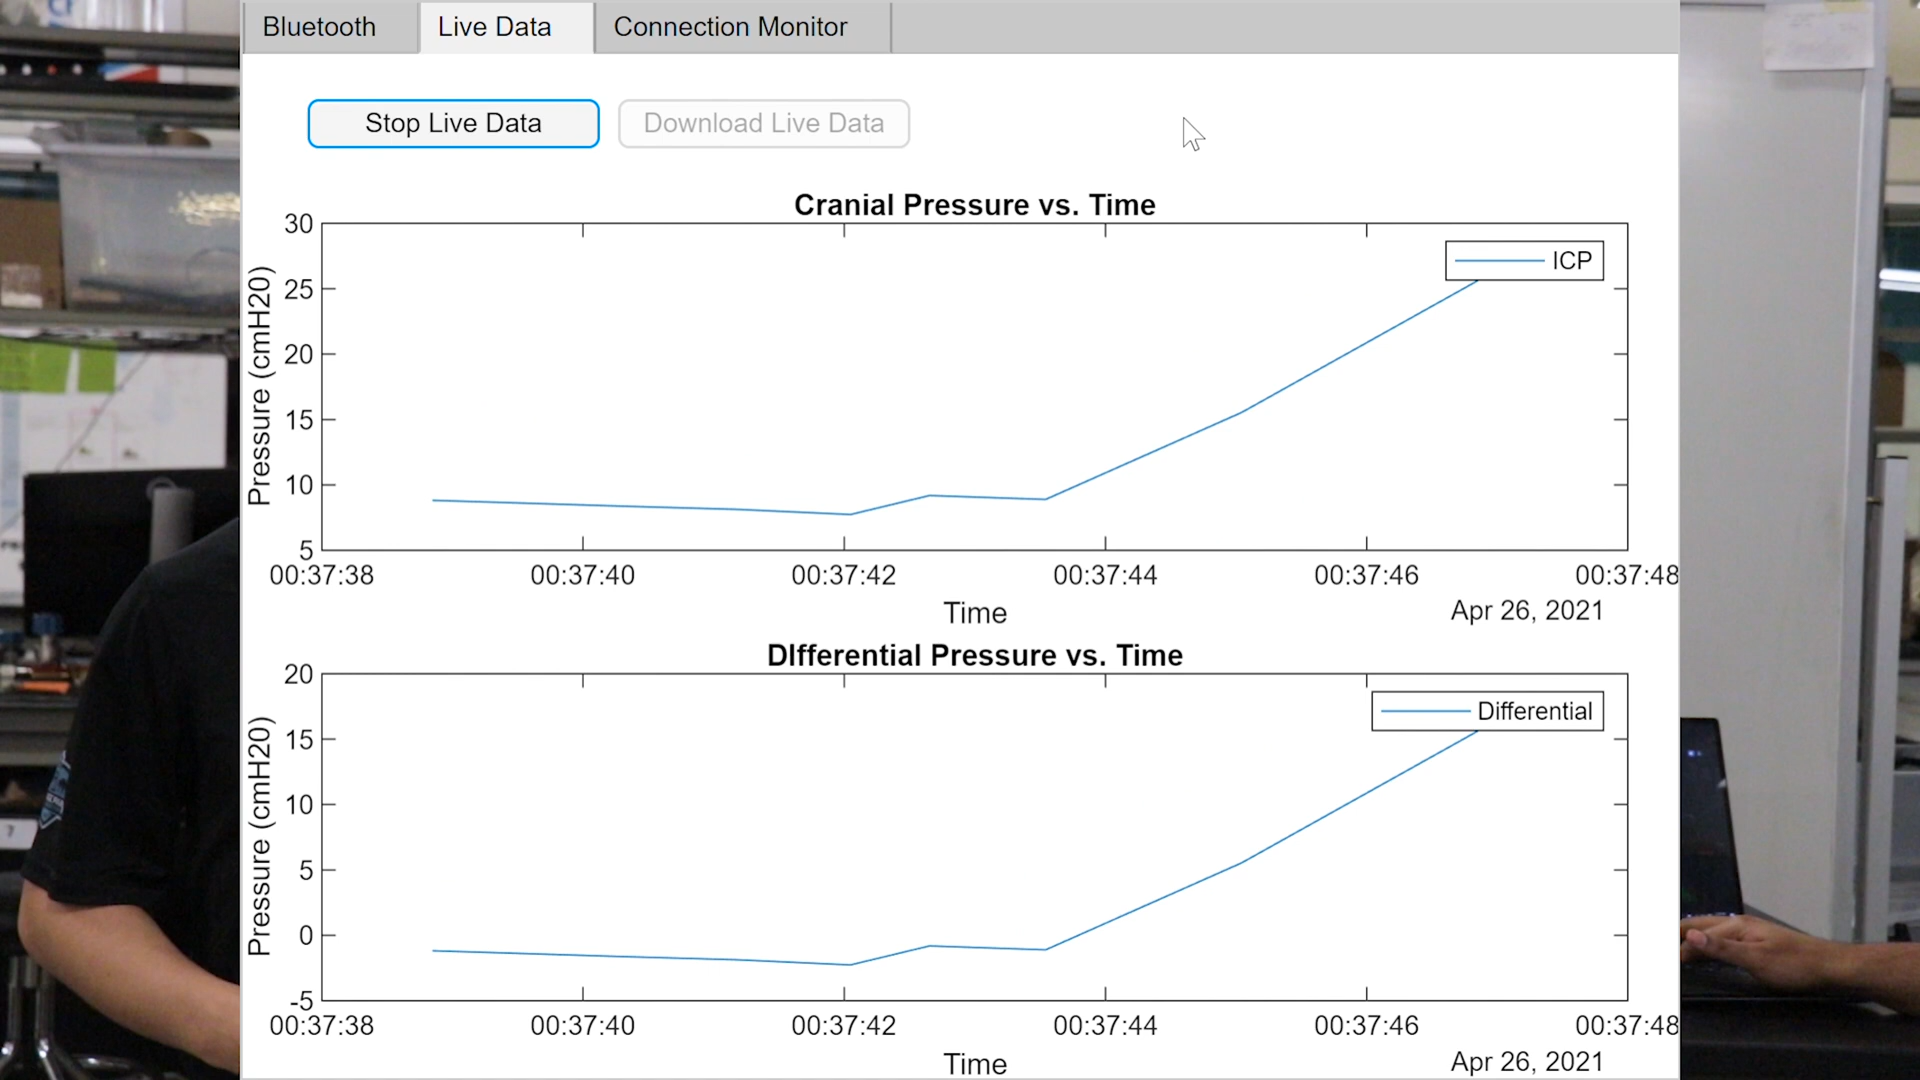 Bluetooth Live Data Connection Monitor
Stop Live Data Download Live Data
Cranial Pressure vs. Time
30
25
20
15
10
5
Pressure (cmH20)
ICP
00:37:38 00:37:40 00:37:42 00:37:44 00:37:46 00:37:48
Time
Apr 26, 2021
DIfferential Pressure vs. Time
20
15
10
5
0
-5
Pressure (cmH20)
Differential
00:37:38 00:37:40 00:37:42 00:37:44 00:37:46 00:37:48
Time
Apr 26, 2021
7